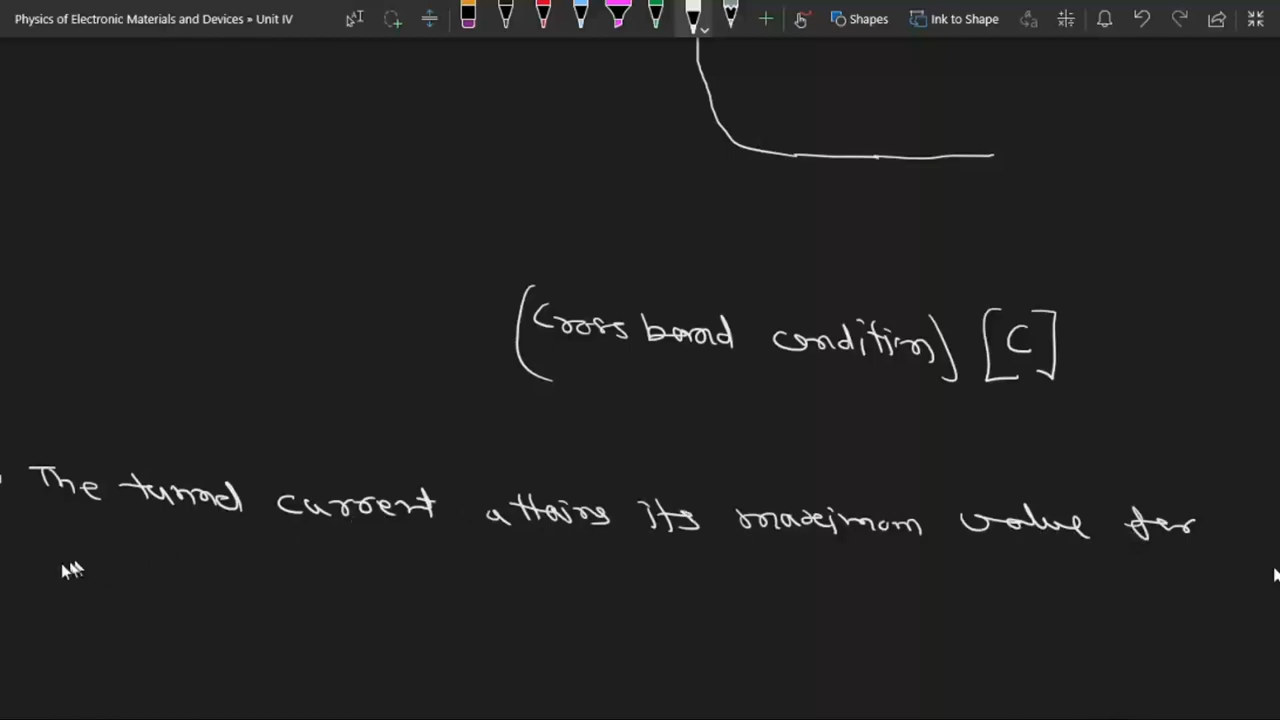 Physics of Electronic Materials and Devices » Unit IV
Shapes
Ink to Shape
(Cross band condition) [C]
The tunnel current attains its maximum value for